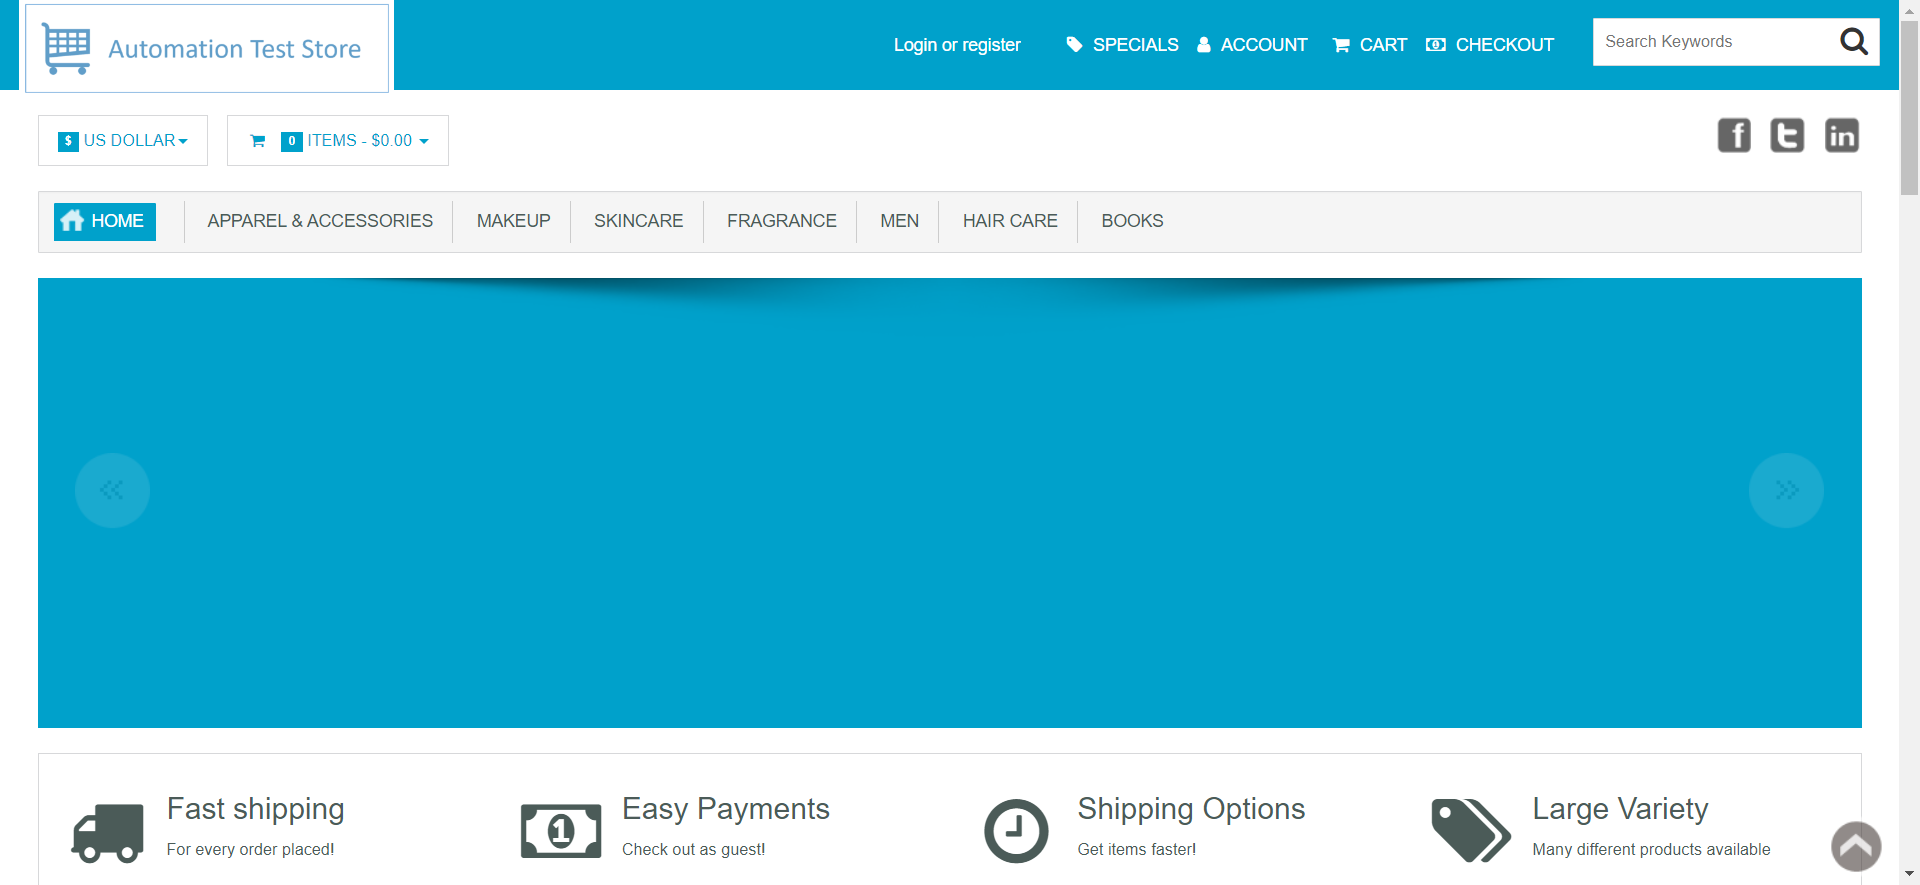 Automation Test Store
Login or register
SPECIALS
ACCOUNT
CART
CHECKOUT
Search Keywords
$ US DOLLAR
0 ITEMS - $0.00
f
t
in
HOME
APPAREL & ACCESSORIES
MAKEUP
SKINCARE
FRAGRANCE
MEN
HAIR CARE
BOOKS
Fast shipping
For every order placed!
1
Easy Payments
Check out as guest!
Shipping Options
Get items faster!
Large Variety
Many different products available